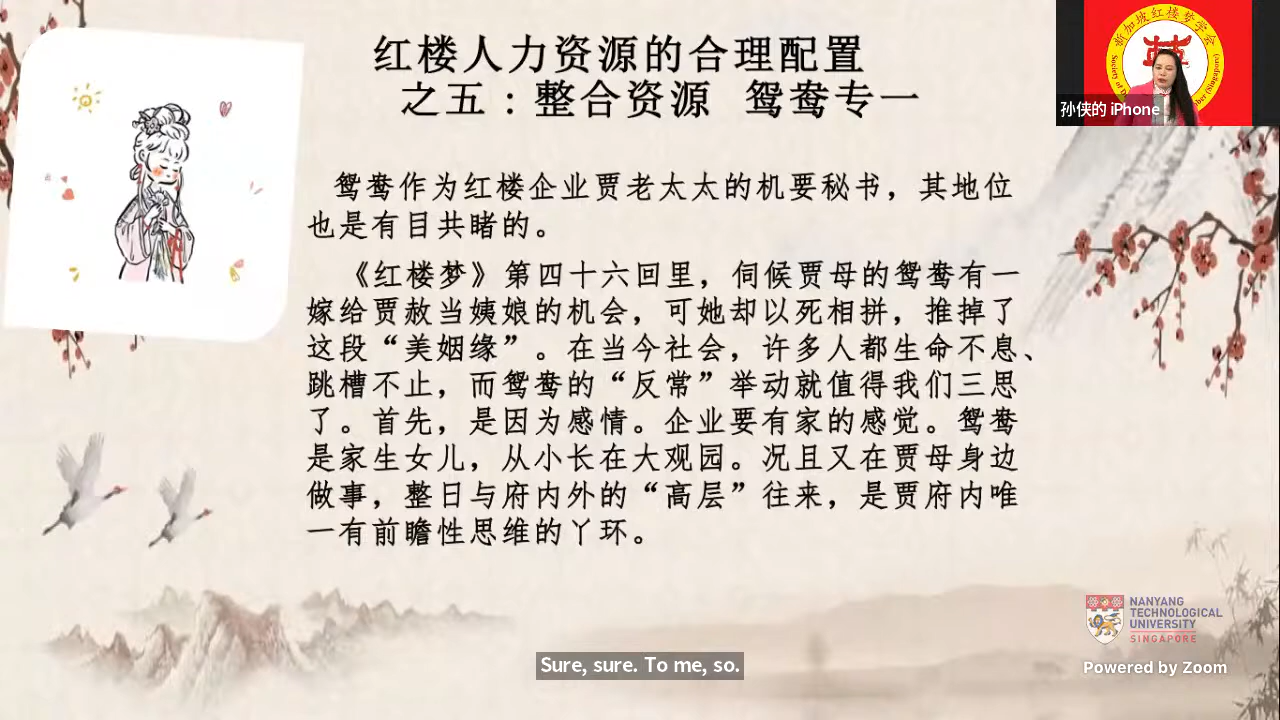 红楼人力资源的合理配置
之五：整合资源 鸳鸯专一
鸳鸯作为红楼企业贾老太太的机要秘书，其地位
也是有目共睹的。
《红楼梦》第四十六回里，伺候贾母的鸳鸯有一
嫁给贾赦当姨娘的机会，可她却以死相拼，推掉了
这段“美姻缘”。在当今社会，许多人都生命不息、
跳槽不止，而鸳鸯的“反常”举动就值得我们三思
了。首先，是因为感情。企业要有家的感觉。鸳鸯
是家生女儿，从小长在大观园。况且又在贾母身边
做事，整日与府内外的“高层”往来，是贾府内唯
一有前瞻性思维的丫环。
新加坡红楼梦学会
孙侠的 iPhone
NANYANG
TECHNOLOGICAL
UNIVERSITY
SINGAPORE
Powered by Zoom
Sure, sure. To me, so.